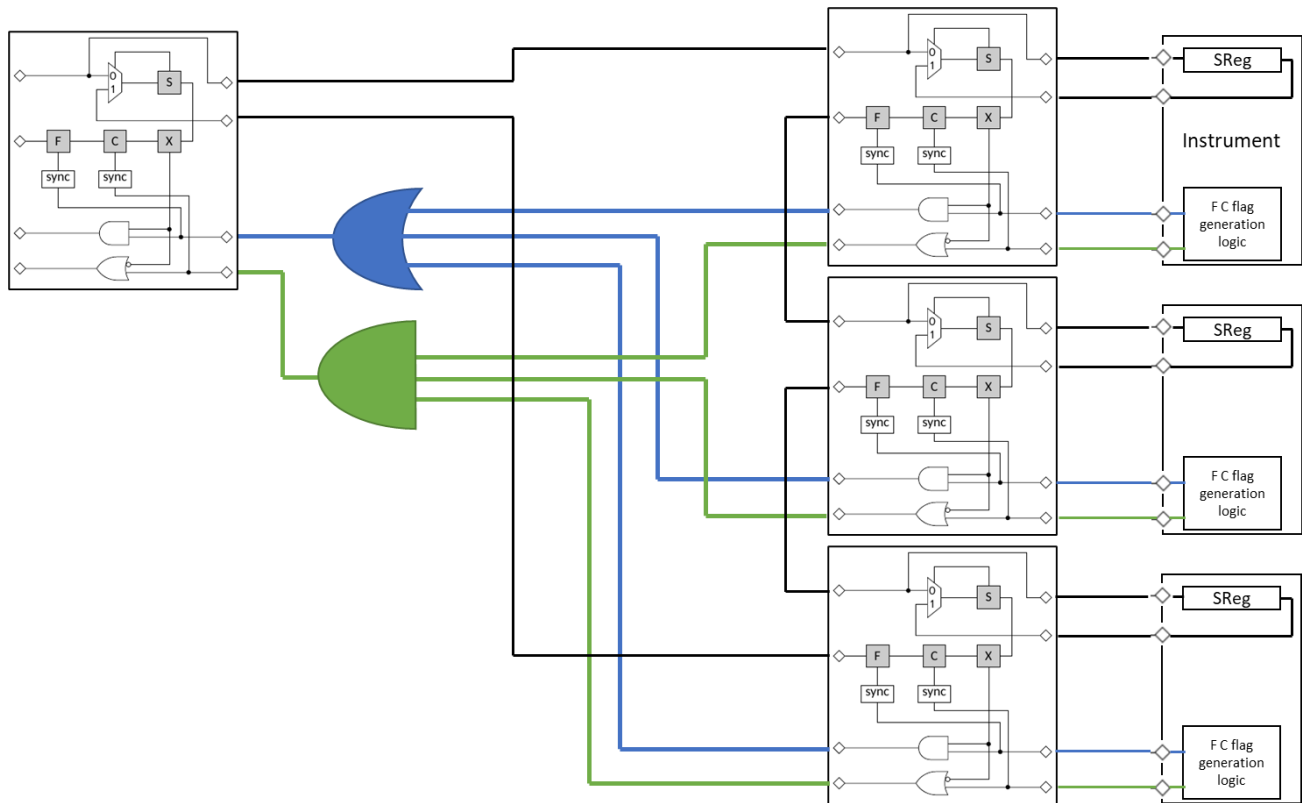 0
S
1
F
C
X
sync
sync
0
S
1
F
C
X
sync
sync
SReg
Instrument
F C flag
generation
logic
0
S
1
F
C
X
sync
sync
SReg
F C flag
generation
logic
0
S
1
F
C
X
sync
sync
SReg
F C flag
generation
logic